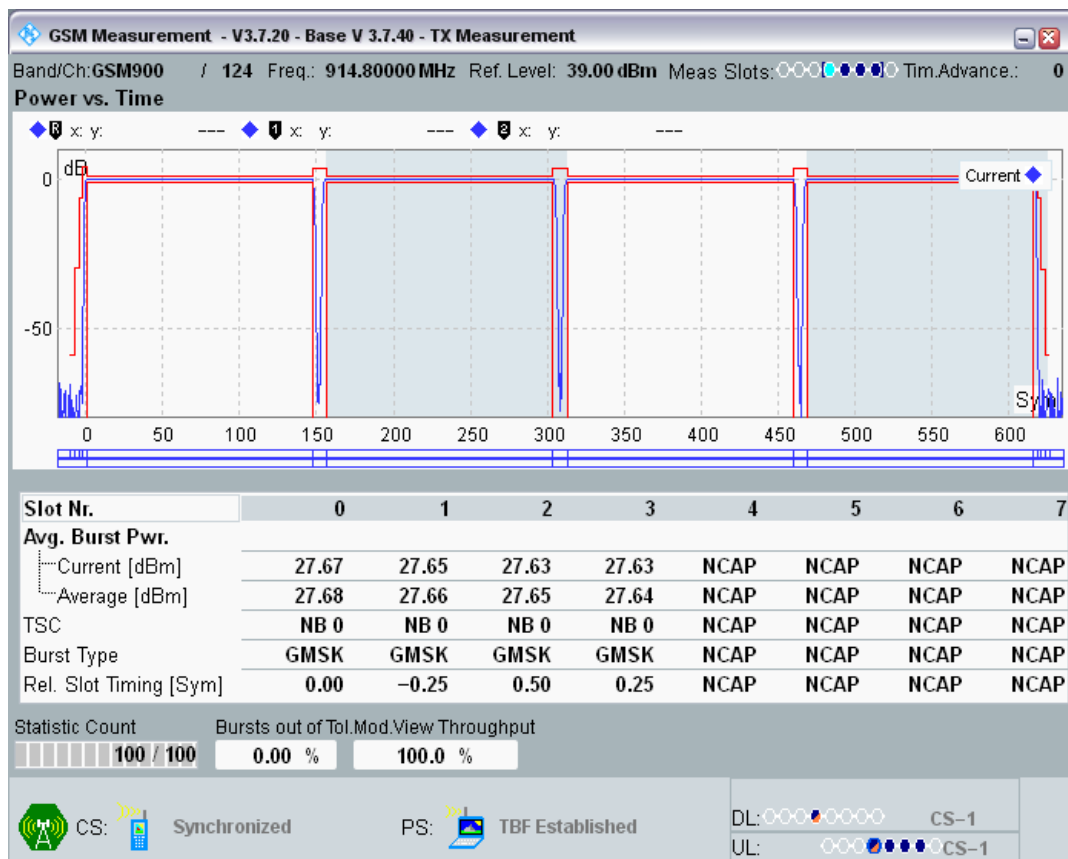 GSM Measurement - V3.7.20 - Base V 3.7.40 - TX Measurement
Band/Ch:GSM900 / 124 Freq.: 914.80000 MHz Ref. Level: 39.00 dBm Meas Slots: Tim.Advance.: 0
Power vs. Time
R x: y: --- 1 x: y: --- 2 x: y: ---
dB
Current
0
-50
Sym
0 50 100 150 200 250 300 350 400 450 500 550 600
Slot Nr. 0 1 2 3 4 5 6 7
Avg. Burst Pwr.
Current [dBm] 27.67 27.65 27.63 27.63 NCAP NCAP NCAP NCAP
Average [dBm] 27.68 27.66 27.65 27.64 NCAP NCAP NCAP NCAP
TSC NB 0 NB 0 NB 0 NB 0 NCAP NCAP NCAP NCAP
Burst Type GMSK GMSK GMSK GMSK NCAP NCAP NCAP NCAP
Rel. Slot Timing [Sym] 0.00 −0.25 0.50 0.25 NCAP NCAP NCAP NCAP
Statistic Count Bursts out of Tol.Mod.View Throughput
100 / 100 0.00 % 100.0 %
CS: Synchronized PS: TBF Established
DL: CS−1
UL: CS−1